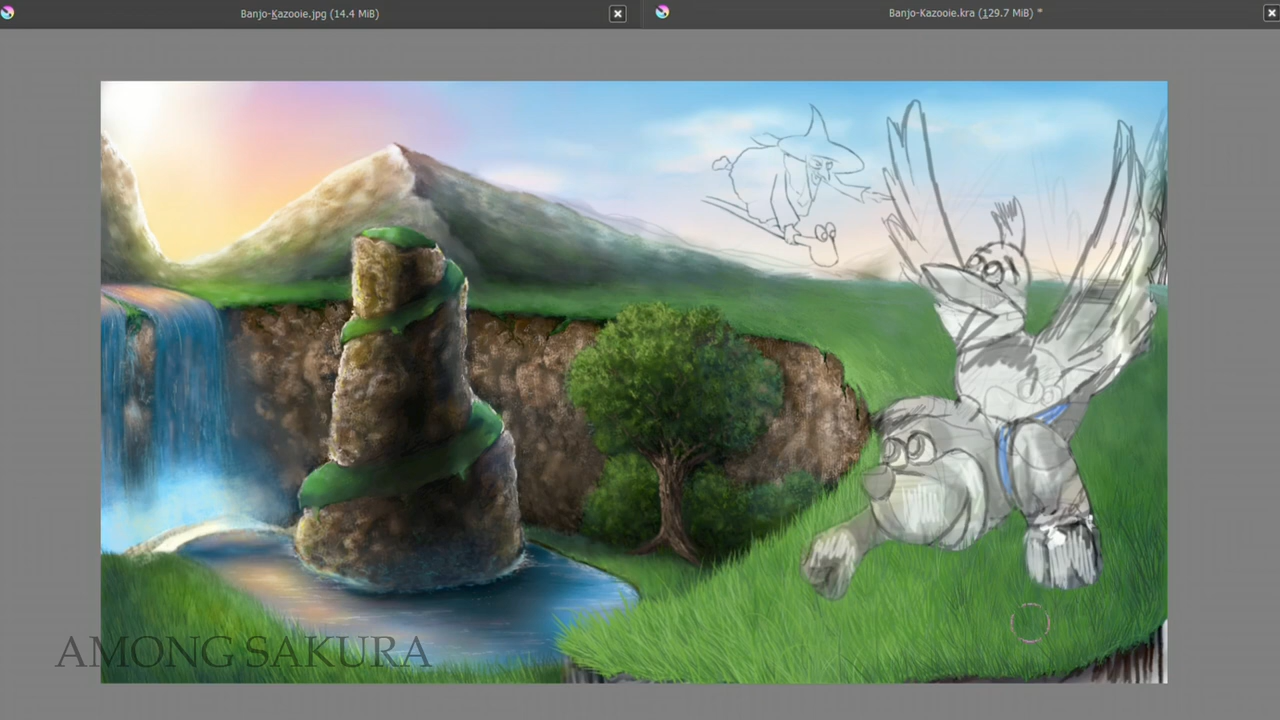 Banjo-Kazooie.jpg (14.4 MiB)
Banjo-Kazooie.kra (129.7 MiB) *
AMONG SAKURA